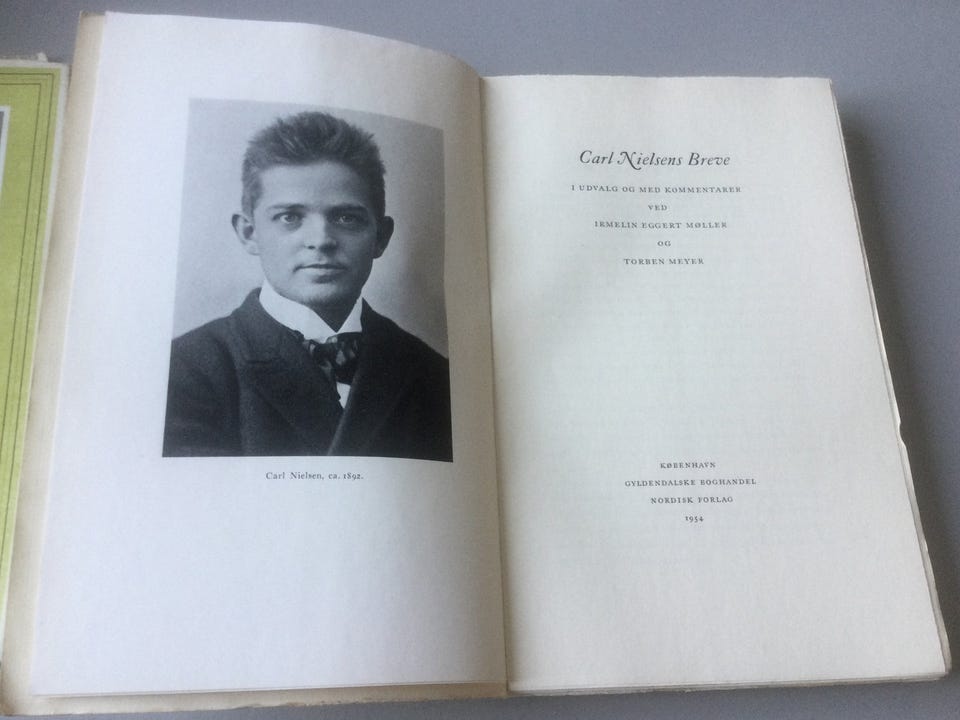 Carl Nielsen, ca. 1892.
Carl Nielsens Breve
I UDVALG OG MED KOMMENTARER
VED
IRMELIN EGGERT MØLLER
OG
TORBEN MEYER
KØBENHAVN
GYLDENDALSKE BOGHANDEL
NORDISK FORLAG
1954